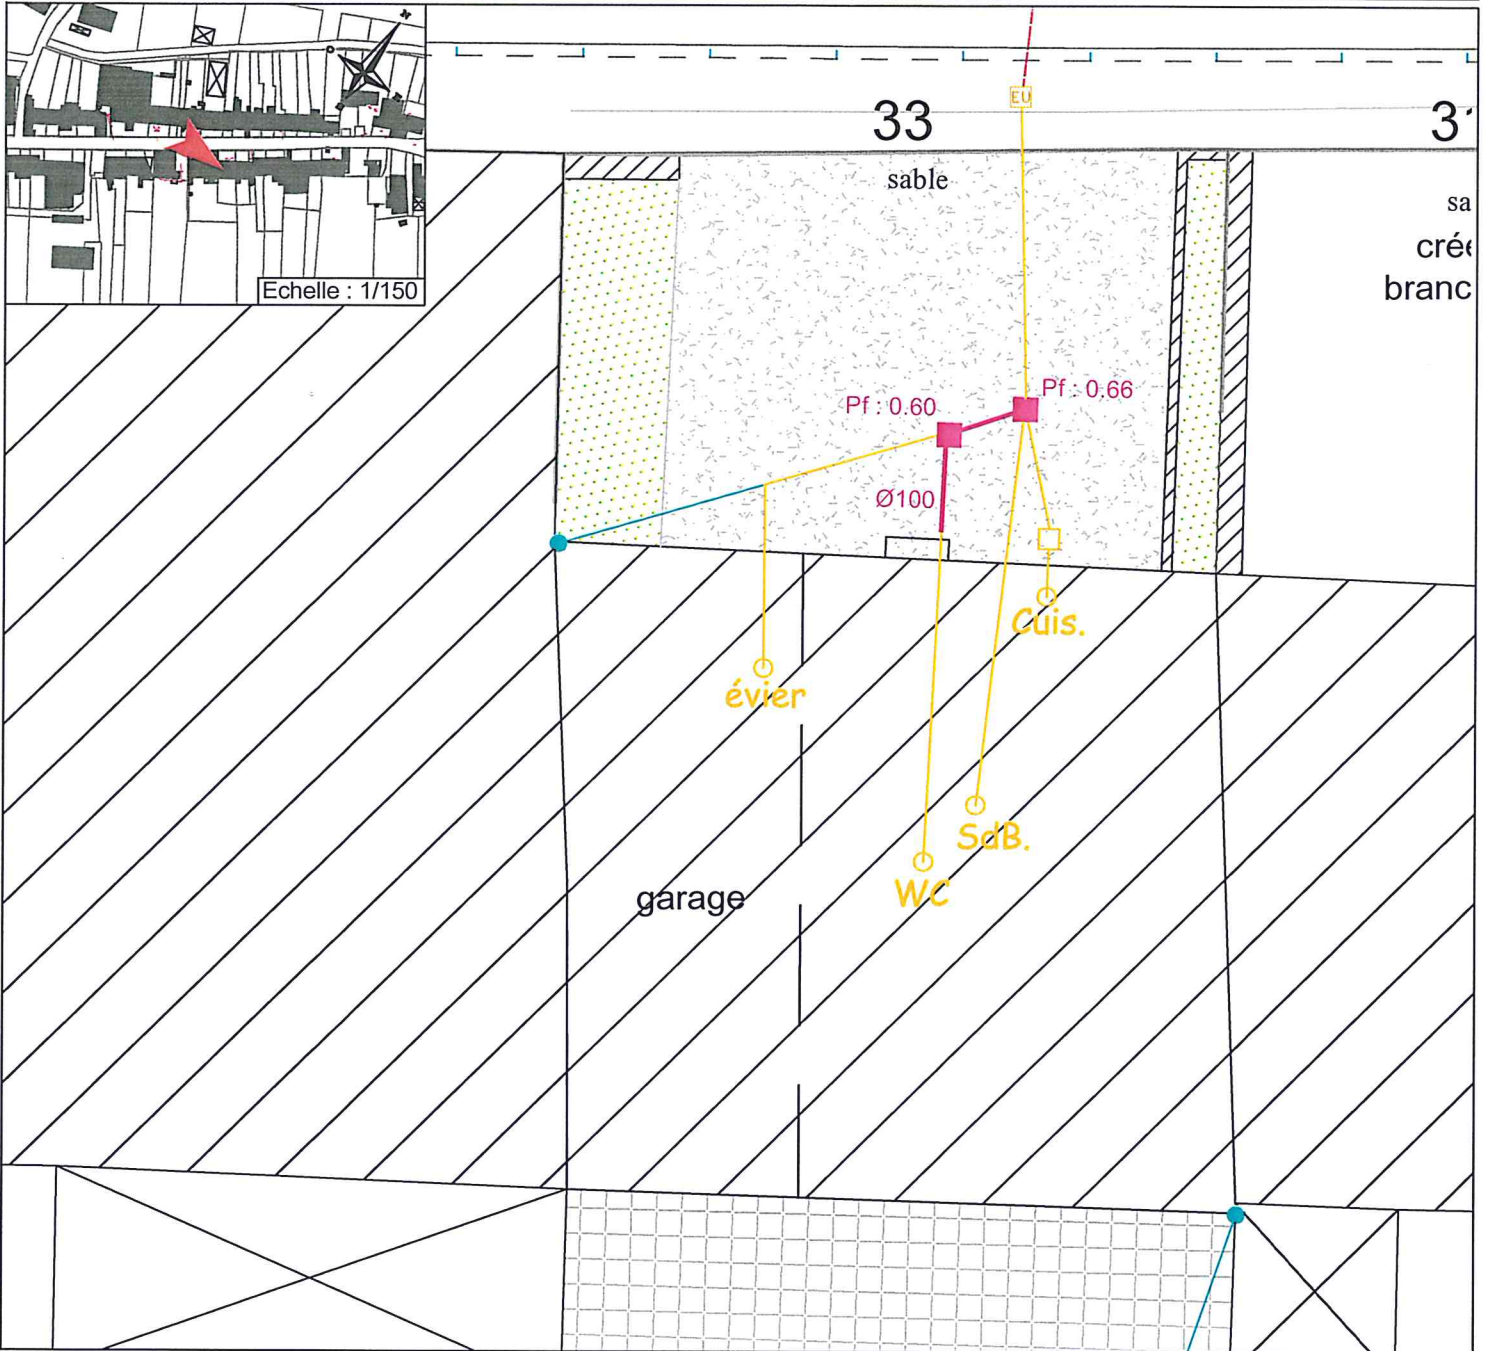 N
Echelle : 1/150
EU
33
sable
sa
branc
Pf : 0.66
Pf : 0.60
Ø100
Cuis.
évier
SdB.
WC
garage